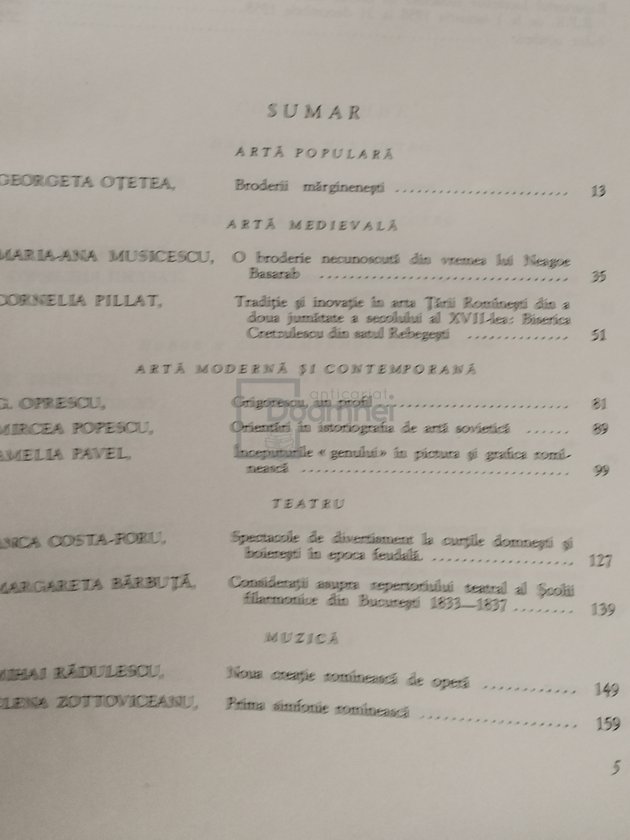 SUMAR
ARTĂ POPULARĂ
GEORGETA OȚETEA, Broderii mărginenești ........................ 13
ARTĂ MEDIEVALĂ
MARIA-ANA MUSICESCU, O broderie necunoscută din vremea lui Neagoe
Basarab .................................. 35
CORNELIA PILLAT, Tradiție și inovație în arta Țării Romînești din a
doua jumătate a secolului al XVII-lea: Biserica
Cretzulescu din satul Rebegești .............. 51
ARTĂ MODERNĂ ȘI CONTEMPORANĂ
G. OPRESCU, Grigorescu, un profil .......................... 81
MIRCEA POPESCU, Orientări în istoriografia de artă sovietică ...... 89
AMELIA PAVEL, Începuturile « genului» în pictura și grafica romî-
nească .................................... 99
TEATRU
ANCA COSTA-FORU, Spectacole de divertisment la curțile domnești și
boierești în epoca feudală. .................... 127
MARGARETA BĂRBUȚĂ, Considerații asupra repertoriului teatral al Școlii
filarmonice din București 1833—1837 ........ 139
MUZICĂ
MIHAI RĂDULESCU, Noua creație romînească de operă ............ 149
ELENA ZOTTOVICEANU, Prima simfonie romînească .................... 159
5
anticariat
Doamnei